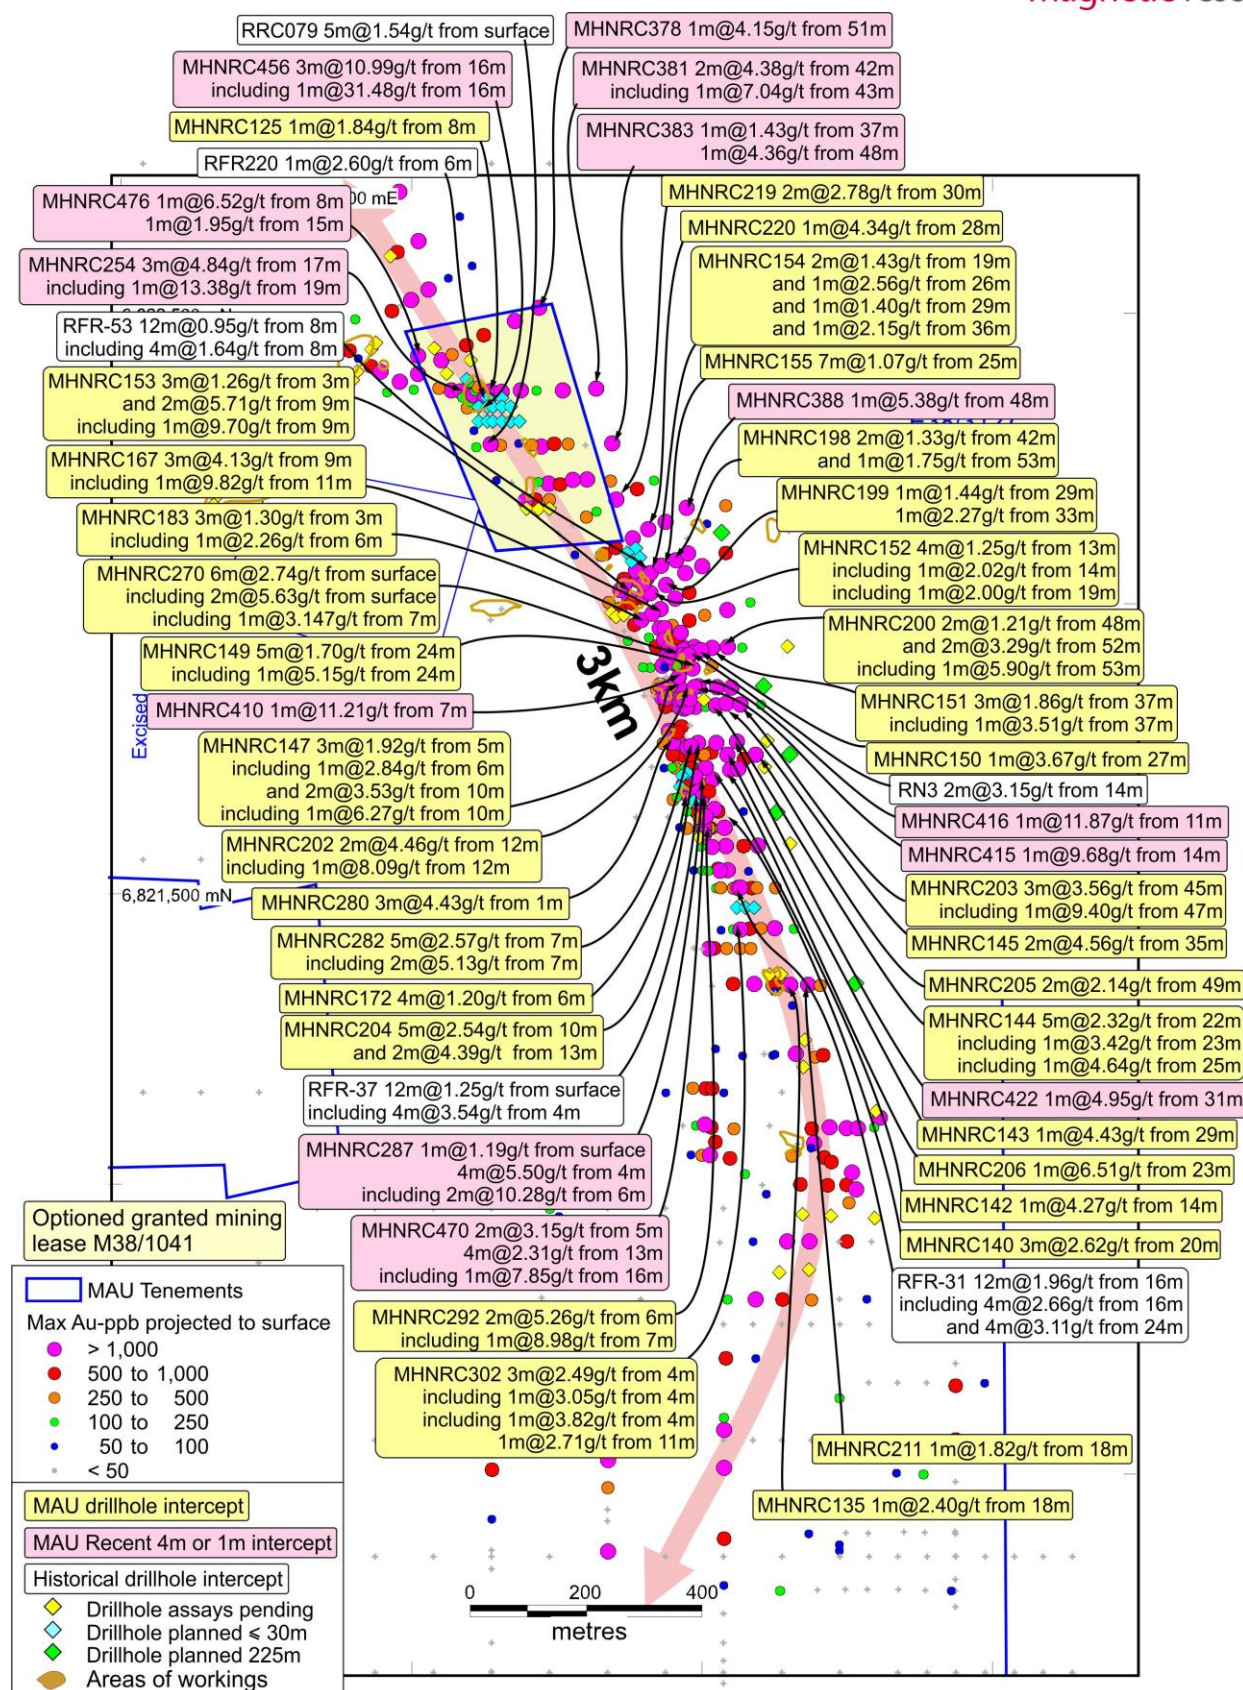 RRC079 5m@1.54g/t from surface
MHNRC378 1m@4.15g/t from 51m
MHNRC456 3m@10.99g/t from 16m
including 1m@31.48g/t from 16m
MHNRC381 2m@4.38g/t from 42m
including 1m@7.04g/t from 43m
MHNRC125 1m@1.84g/t from 8m
MHNRC383 1m@1.43g/t from 37m
1m@4.36g/t from 48m
RFR220 1m@2.60g/t from 6m
MHNRC476 1m@6.52g/t from 8m
1m@1.95g/t from 15m
00 mE
MHNRC219 2m@2.78g/t from 30m
MHNRC220 1m@4.34g/t from 28m
MHNRC254 3m@4.84g/t from 17m
including 1m@13.38g/t from 19m
MHNRC154 2m@1.43g/t from 19m
and 1m@2.56g/t from 26m
and 1m@1.40g/t from 29m
and 1m@2.15g/t from 36m
RFR-53 12m@0.95g/t from 8m
including 4m@1.64g/t from 8m
MHNRC155 7m@1.07g/t from 25m
MHNRC153 3m@1.26g/t from 3m
and 2m@5.71g/t from 9m
including 1m@9.70g/t from 9m
MHNRC388 1m@5.38g/t from 48m
MHNRC198 2m@1.33g/t from 42m
and 1m@1.75g/t from 53m
MHNRC167 3m@4.13g/t from 9m
including 1m@9.82g/t from 11m
MHNRC199 1m@1.44g/t from 29m
1m@2.27g/t from 33m
MHNRC183 3m@1.30g/t from 3m
including 1m@2.26g/t from 6m
MHNRC152 4m@1.25g/t from 13m
including 1m@2.02g/t from 14m
including 1m@2.00g/t from 19m
MHNRC270 6m@2.74g/t from surface
including 2m@5.63g/t from surface
including 1m@3.147g/t from 7m
MHNRC200 2m@1.21g/t from 48m
and 2m@3.29g/t from 52m
including 1m@5.90g/t from 53m
MHNRC149 5m@1.70g/t from 24m
including 1m@5.15g/t from 24m
3km
Excised
MHNRC151 3m@1.86g/t from 37m
including 1m@3.51g/t from 37m
MHNRC410 1m@11.21g/t from 7m
MHNRC147 3m@1.92g/t from 5m
including 1m@2.84g/t from 6m
and 2m@3.53g/t from 10m
including 1m@6.27g/t from 10m
MHNRC150 1m@3.67g/t from 27m
RN3 2m@3.15g/t from 14m
MHNRC416 1m@11.87g/t from 11m
MHNRC202 2m@4.46g/t from 12m
including 1m@8.09g/t from 12m
MHNRC415 1m@9.68g/t from 14m
6,821,500 mN
MHNRC280 3m@4.43g/t from 1m
MHNRC203 3m@3.56g/t from 45m
including 1m@9.40g/t from 47m
MHNRC282 5m@2.57g/t from 7m
including 2m@5.13g/t from 7m
MHNRC145 2m@4.56g/t from 35m
MHNRC172 4m@1.20g/t from 6m
MHNRC205 2m@2.14g/t from 49m
MHNRC204 5m@2.54g/t from 10m
and 2m@4.39g/t from 13m
MHNRC144 5m@2.32g/t from 22m
including 1m@3.42g/t from 23m
including 1m@4.64g/t from 25m
RFR-37 12m@1.25g/t from surface
including 4m@3.54g/t from 4m
MHNRC422 1m@4.95g/t from 31m
MHNRC287 1m@1.19g/t from surface
4m@5.50g/t from 4m
including 2m@10.28g/t from 6m
MHNRC143 1m@4.43g/t from 29m
MHNRC206 1m@6.51g/t from 23m
MHNRC142 1m@4.27g/t from 14m
Optioned granted mining
lease M38/1041
MHNRC470 2m@3.15g/t from 5m
4m@2.31g/t from 13m
including 1m@7.85g/t from 16m
MHNRC140 3m@2.62g/t from 20m
RFR-31 12m@1.96g/t from 16m
including 4m@2.66g/t from 16m
and 4m@3.11g/t from 24m
MHNRC292 2m@5.26g/t from 6m
including 1m@8.98g/t from 7m
MHNRC302 3m@2.49g/t from 4m
including 1m@3.05g/t from 4m
including 1m@3.82g/t from 4m
1m@2.71g/t from 11m
MHNRC211 1m@1.82g/t from 18m
MHNRC135 1m@2.40g/t from 18m
MAU Tenements
Max Au-ppb projected to surface
> 1,000
500 to 1,000
250 to 500
100 to 250
50 to 100
< 50
MAU drillhole intercept
MAU Recent 4m or 1m intercept
Historical drillhole intercept
Drillhole assays pending
Drillhole planned ⩽ 30m
Drillhole planned 225m
Areas of workings
0 200 400
metres